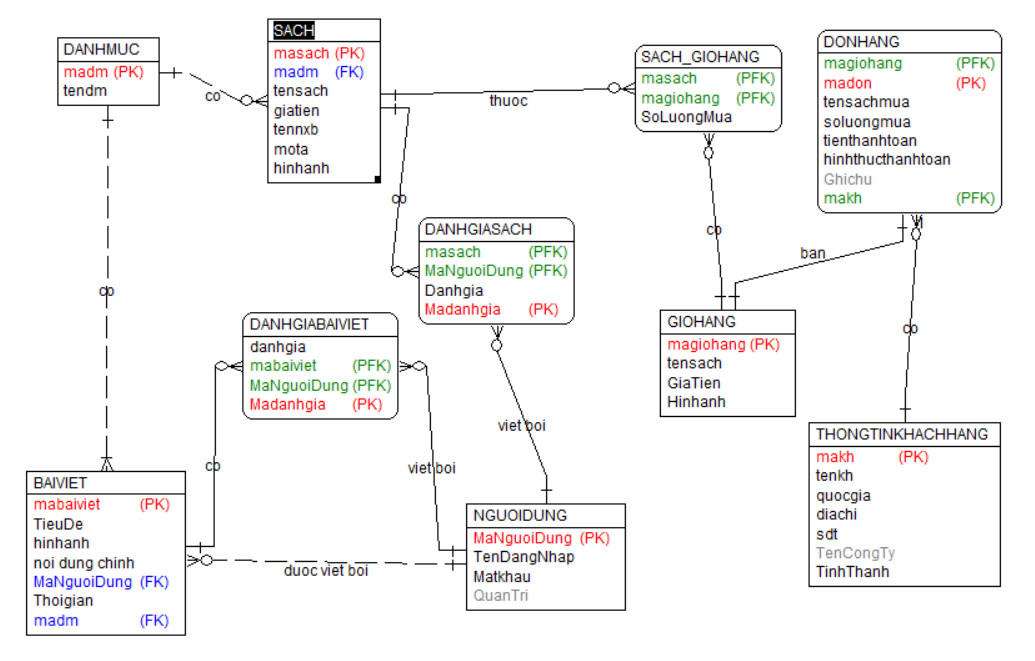 DANHMUC
madm (PK)
tendm
SACH
masach (PK)
madm (FK)
tensach
giatien
tennxb
mota
hinhanh
SACH_GIOHANG
masach (PFK)
magiohang (PFK)
SoLuongMua
DONHANG
magiohang (PFK)
madon (PK)
tensachmua
soluongmua
tienthanhtoan
hinhthucthanhtoan
Ghichu
makh (PFK)
co
thuoc
co
co
co
ban
co
co
DANHGIASACH
masach (PFK)
MaNguoiDung (PFK)
Danhgia
Madanhgia (PK)
DANHGIABAIVIET
danhgia
mabaiviet (PFK)
MaNguoiDung (PFK)
Madanhgia (PK)
GIOHANG
magiohang (PK)
tensach
GiaTien
Hinhanh
viet boi
co
viet boi
THONGTINKHACHHANG
makh (PK)
tenkh
quocgia
diachi
sdt
TenCongTy
TinhThanh
BAIVIET
mabaiviet (PK)
TieuDe
hinhanh
noi dung chinh
MaNguoiDung (FK)
Thoigian
madm (FK)
duoc viet boi
NGUOIDUNG
MaNguoiDung (PK)
TenDangNhap
Matkhau
QuanTri